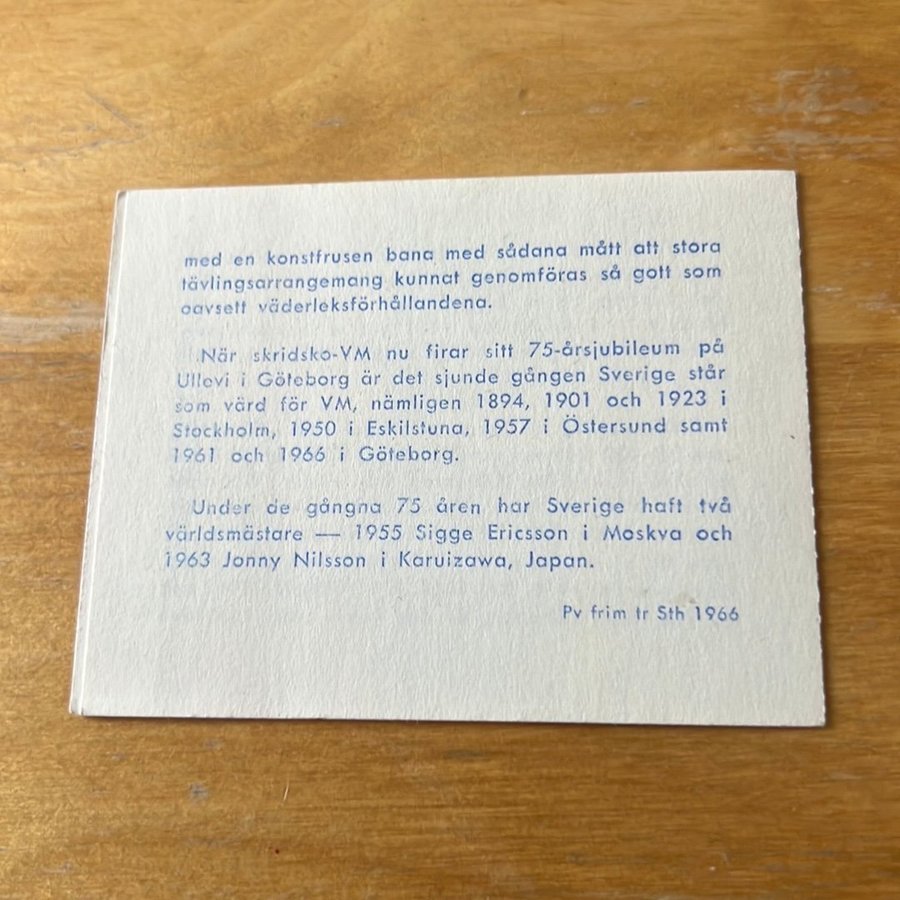 med en konstfrusen bana med sådana mått att stora
tävlingsarrangemang kunnat genomföras så gott som
oavsett väderleksförhållandena.
När skridsko-VM nu firar sitt 75-årsjubileum på
Ullevi i Göteborg är det sjunde gången Sverige står
som värd för VM, nämligen 1894, 1901 och 1923 i
Stockholm, 1950 i Eskilstuna, 1957 i Östersund samt
1961 och 1966 i Göteborg.
Under de gångna 75 åren har Sverige haft två
världsmästare — 1955 Sigge Ericsson i Moskva och
1963 Jonny Nilsson i Karuizawa, Japan.
Pv frim tr Sth 1966